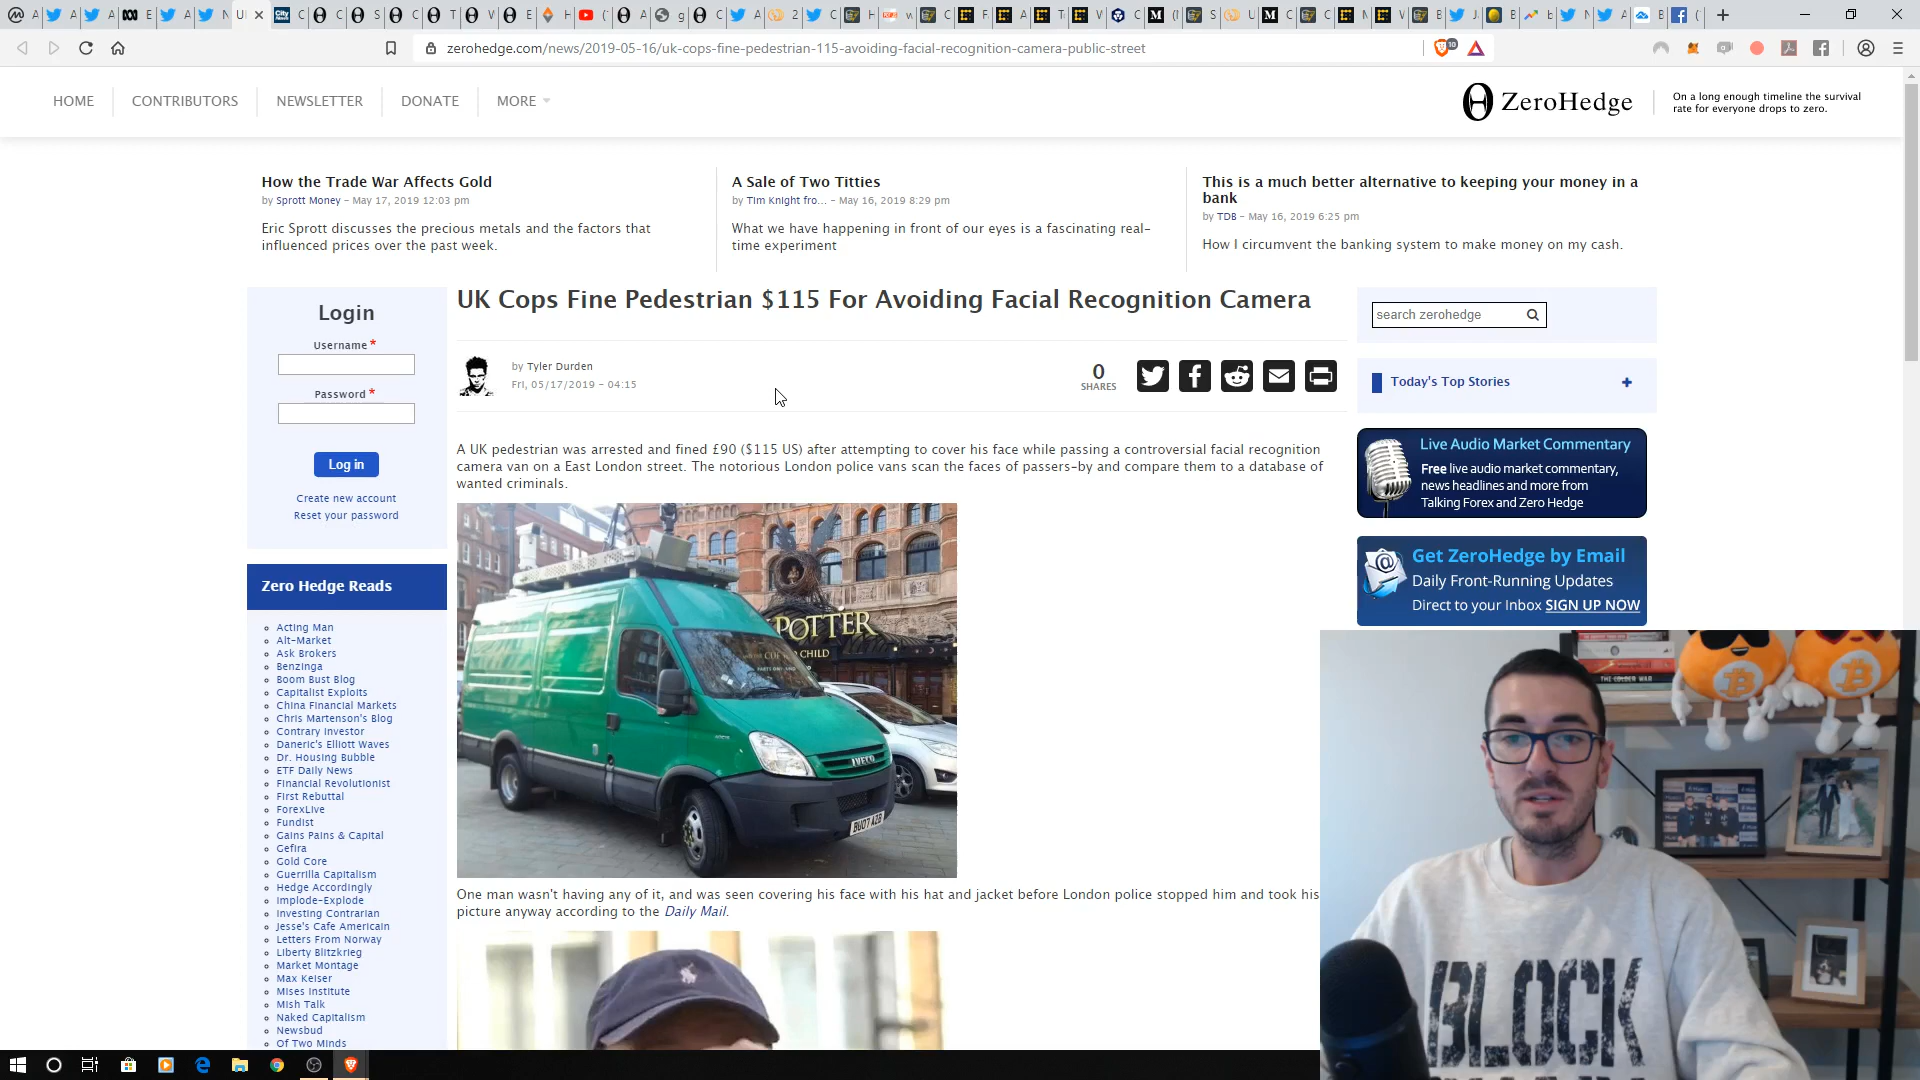 zerohedge.com/news/2019-05-16/uk-cops-fine-pedestrian-115-avoiding-facial-recognition-camera-public-street
10
HOME
CONTRIBUTORS
NEWSLETTER
DONATE
MORE
ZeroHedge
On a long enough timeline the survival
rate for everyone drops to zero.
How the Trade War Affects Gold
by Sprott Money - May 17, 2019 12:03 pm
Eric Sprott discusses the precious metals and the factors that
influenced prices over the past week.
A Sale of Two Titties
by Tim Knight fro... - May 16, 2019 8:29 pm
What we have happening in front of our eyes is a fascinating real-
time experiment
This is a much better alternative to keeping your money in a
bank
by TDB - May 16, 2019 6:25 pm
How I circumvent the banking system to make money on my cash.
Login
Username *
Password *
Log in
Create new account
Reset your password
Zero Hedge Reads
Acting Man
Alt-Market
Ask Brokers
Benzinga
Boom Bust Blog
Capitalist Exploits
China Financial Markets
Chris Martenson's Blog
Contrary Investor
Daneric's Elliott Waves
Dr. Housing Bubble
ETF Daily News
Financial Revolutionist
First Rebuttal
ForexLive
Fundist
Gains Pains & Capital
Gefira
Gold Core
Guerrilla Capitalism
Hedge Accordingly
Implode-Explode
Investing Contrarian
Jesse's Cafe Americain
Letters From Norway
Liberty Blitzkrieg
Market Montage
Max Keiser
Mises Institute
Mish Talk
Naked Capitalism
Newsbud
Of Two Minds
UK Cops Fine Pedestrian $115 For Avoiding Facial Recognition Camera
by Tyler Durden
Fri, 05/17/2019 - 04:15
0
SHARES
A UK pedestrian was arrested and fined £90 ($115 US) after attempting to cover his face while passing a controversial facial recognition
camera van on a East London street. The notorious London police vans scan the faces of passers-by and compare them to a database of
wanted criminals.
POTTER
CHILD
IVECO
BU07 AZB
One man wasn't having any of it, and was seen covering his face with his hat and jacket before London police stopped him and took his
picture anyway according to the Daily Mail.
search zerohedge
Today's Top Stories
Live Audio Market Commentary
Free live audio market commentary,
news headlines and more from
Talking Forex and Zero Hedge
Get ZeroHedge by Email
Daily Front-Running Updates
Direct to your Inbox SIGN UP NOW
THE COLDER WAR
BLOCK